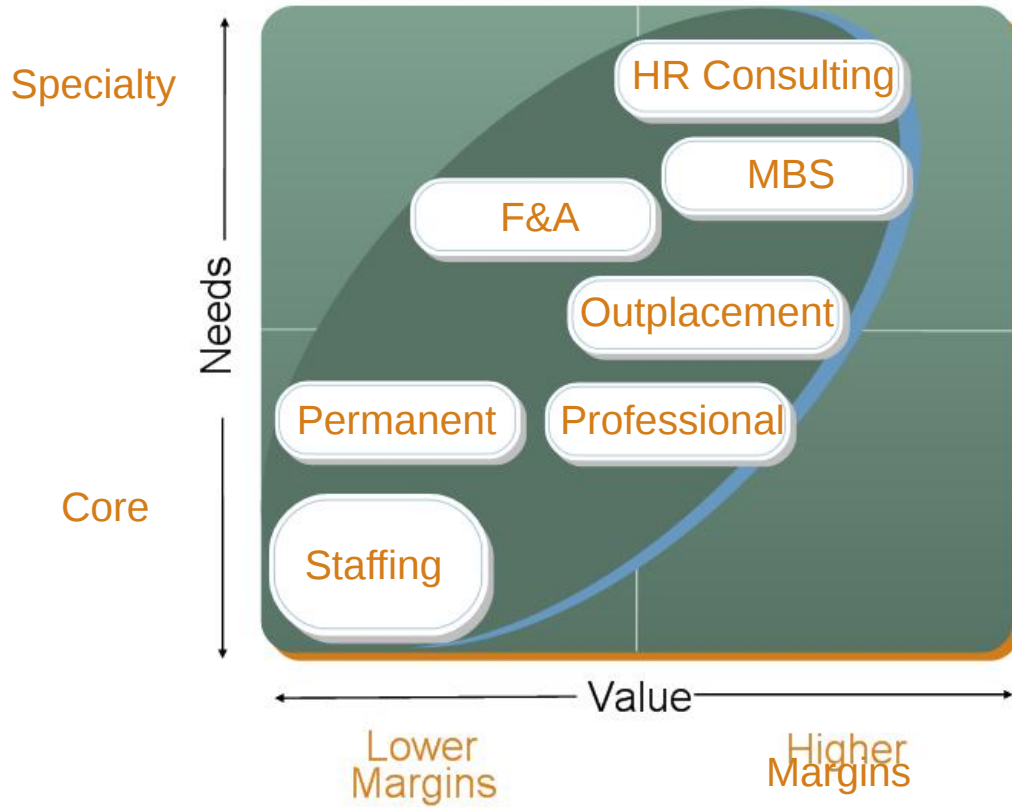 Specialty
HR Consulting
MBS
F&A
Needs
Outplacement
Permanent
Professional
Core
Staffing
Value
Lower
Margins
Higher
Margins